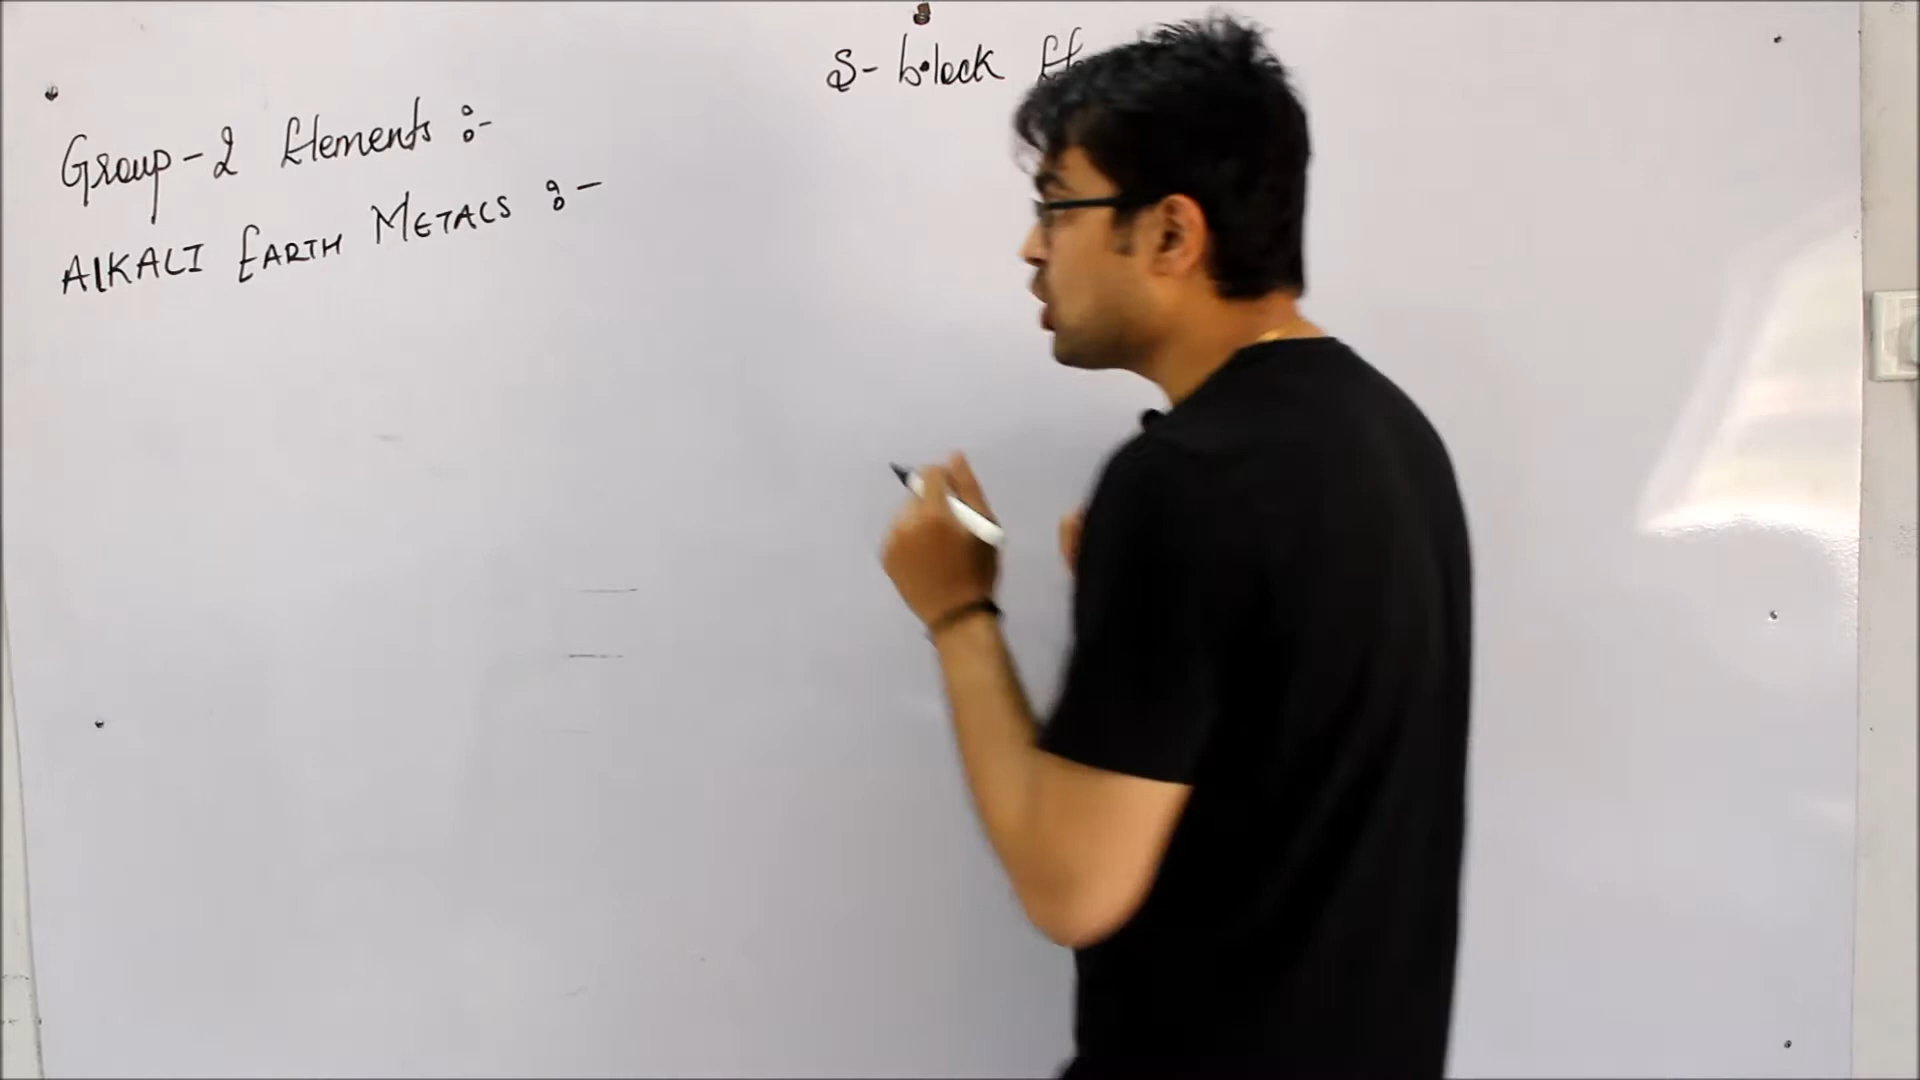 S-block
Group-2 Elements :-
ALKALI EARTH METALS :-